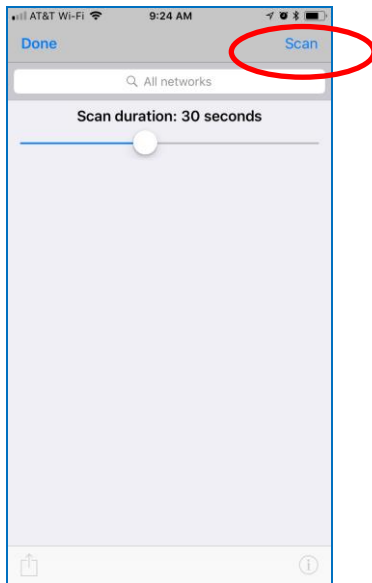 AT&T Wi-Fi 9:24 AM
Done Scan
All networks
Scan duration: 30 seconds